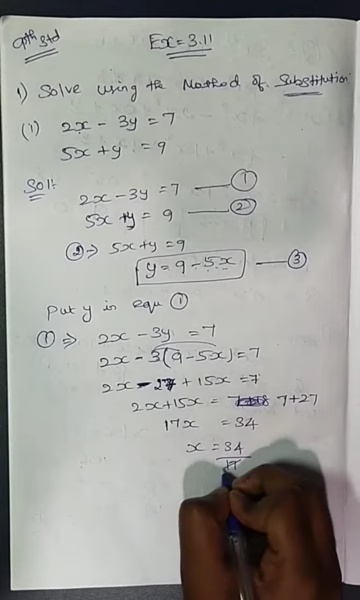 9th Std
Ex = 3.11
1) Solve using the Method of Substitution
(1) 2x - 3y = 7
5x + y = 9
Sol:
2x - 3y = 7 —— ①
5x + y = 9 —— ②
② ⇒ 5x + y = 9
y = 9 - 5x —— ③
Put y in equ ①
① ⇒ 2x - 3y = 7
2x - 3(9 - 5x) = 7
2x - 27 + 15x = 7
2x + 15x = 7 + 27
17x = 34
x = 34
17